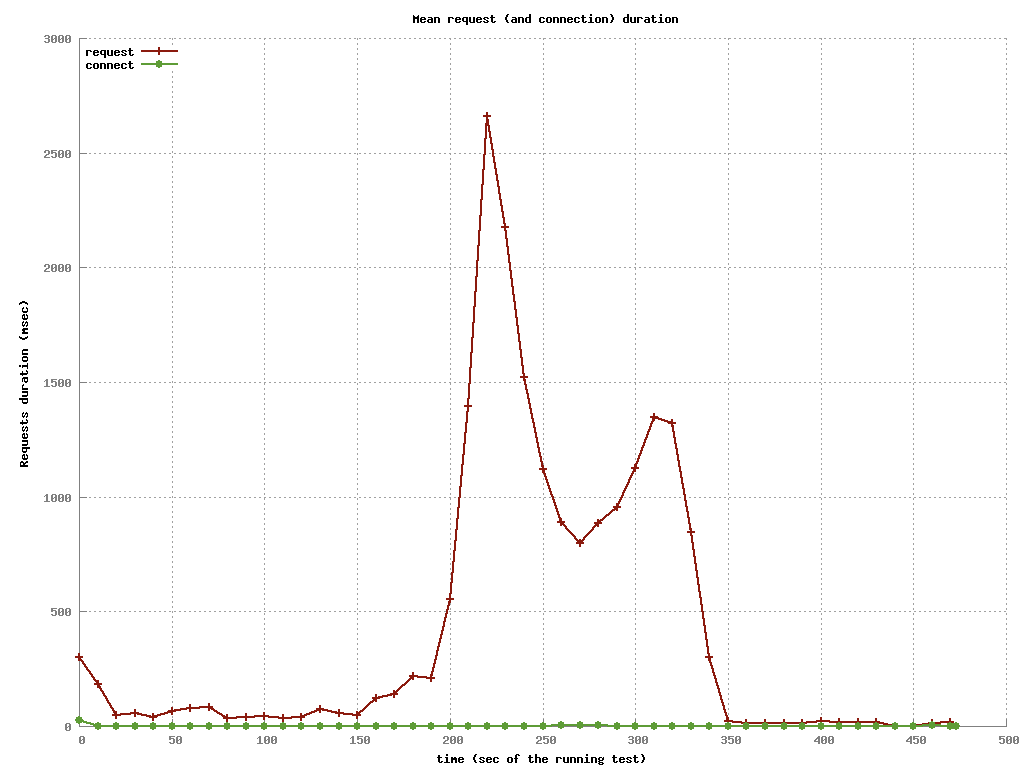 Mean request (and connection) duration
request
connect
3000
2500
2000
1500
1000
500
0
Requests duration (msec)
0 50 100 150 200 250 300 350 400 450 500
time (sec of the running test)